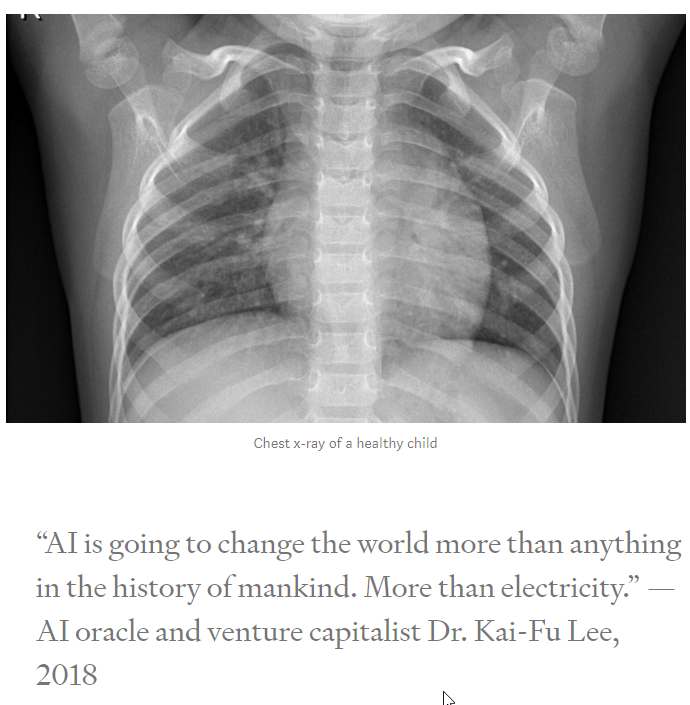 R
Chest x-ray of a healthy child
“AI is going to change the world more than anything
in the history of mankind. More than electricity.” —
AI oracle and venture capitalist Dr. Kai-Fu Lee,
2018